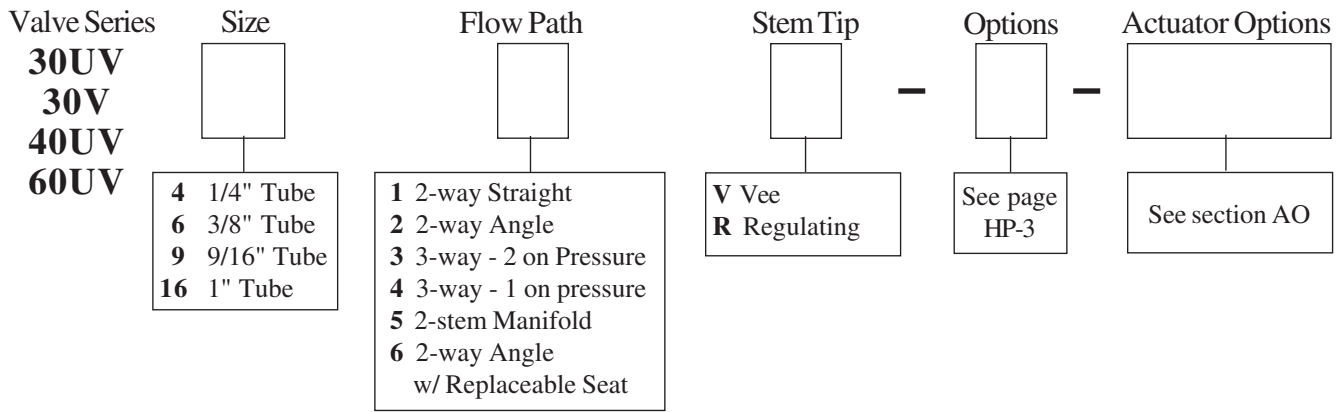 Valve Series Size Flow Path Stem Tip Options Actuator Options
30UV
30V
40UV
60UV
– –
4 1/4" Tube
6 3/8" Tube
9 9/16" Tube
16 1" Tube
1 2-way Straight
2 2-way Angle
3 3-way - 2 on Pressure
4 3-way - 1 on pressure
5 2-stem Manifold
6 2-way Angle
w/ Replaceable Seat
V Vee
R Regulating
See page
HP-3
See section AO